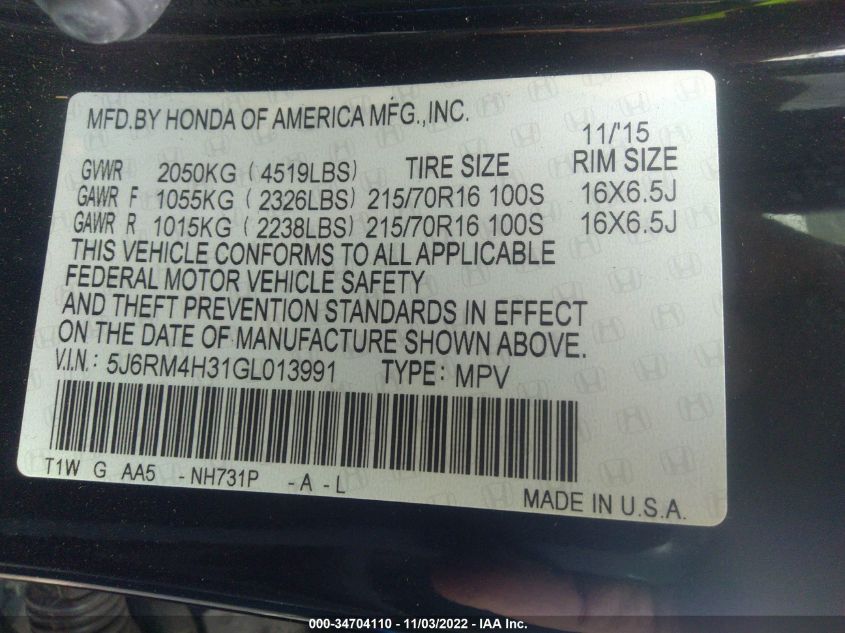 MFD.BY HONDA OF AMERICA MFG.,INC.
11/'15
GVWR 2050KG (4519LBS) TIRE SIZE RIM SIZE
GAWR F 1055KG (2326LBS) 215/70R16 100S 16X6.5J
GAWR R 1015KG (2238LBS) 215/70R16 100S 16X6.5J
THIS VEHICLE CONFORMS TO ALL APPLICABLE
FEDERAL MOTOR VEHICLE SAFETY
AND THEFT PREVENTION STANDARDS IN EFFECT
ON THE DATE OF MANUFACTURE SHOWN ABOVE.
V.I.N.: 5J6RM4H31GL013991 TYPE: MPV
T1W G AA5 -NH731P -A -L
MADE IN U.S.A.
000-34704110 - 11/03/2022 - IAA Inc.